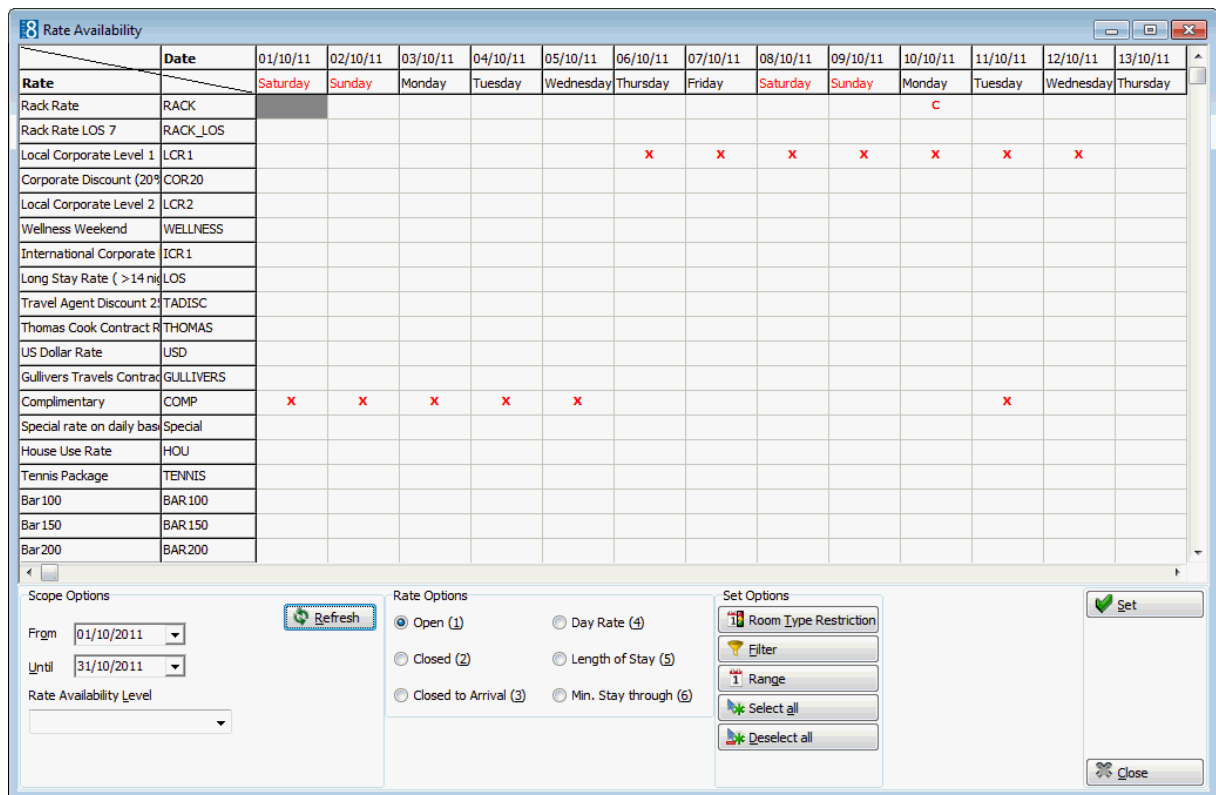 Rate Availability
Date 01/10/11 02/10/11 03/10/11 04/10/11 05/10/11 06/10/11 07/10/11 08/10/11 09/10/11 10/10/11 11/10/11 12/10/11 13/10/11
Rate Saturday Sunday Monday Tuesday Wednesday Thursday Friday Saturday Sunday Monday Tuesday Wednesday Thursday
Rack Rate RACK C
Rack Rate LOS 7 RACK_LOS
Local Corporate Level 1 LCR1 X X X X X X X
Corporate Discount (20% COR20
Local Corporate Level 2 LCR2
Wellness Weekend WELLNESS
International Corporate ICR1
Long Stay Rate ( >14 nig LOS
Travel Agent Discount 25 TADISC
Thomas Cook Contract R THOMAS
US Dollar Rate USD
Gullivers Travels Contrac GULLIVERS
Complimentary COMP X X X X X X
Special rate on daily base Special
House Use Rate HOU
Tennis Package TENNIS
Bar100 BAR100
Bar150 BAR150
Bar200 BAR200
Scope Options
Refresh
From 01/10/2011
Until 31/10/2011
Rate Availability Level
Rate Options
Open (1) Day Rate (4)
Closed (2) Length of Stay (5)
Closed to Arrival (3) Min. Stay through (6)
Set Options
Room Type Restriction
Filter
Range
Select all
Deselect all
Set
Close